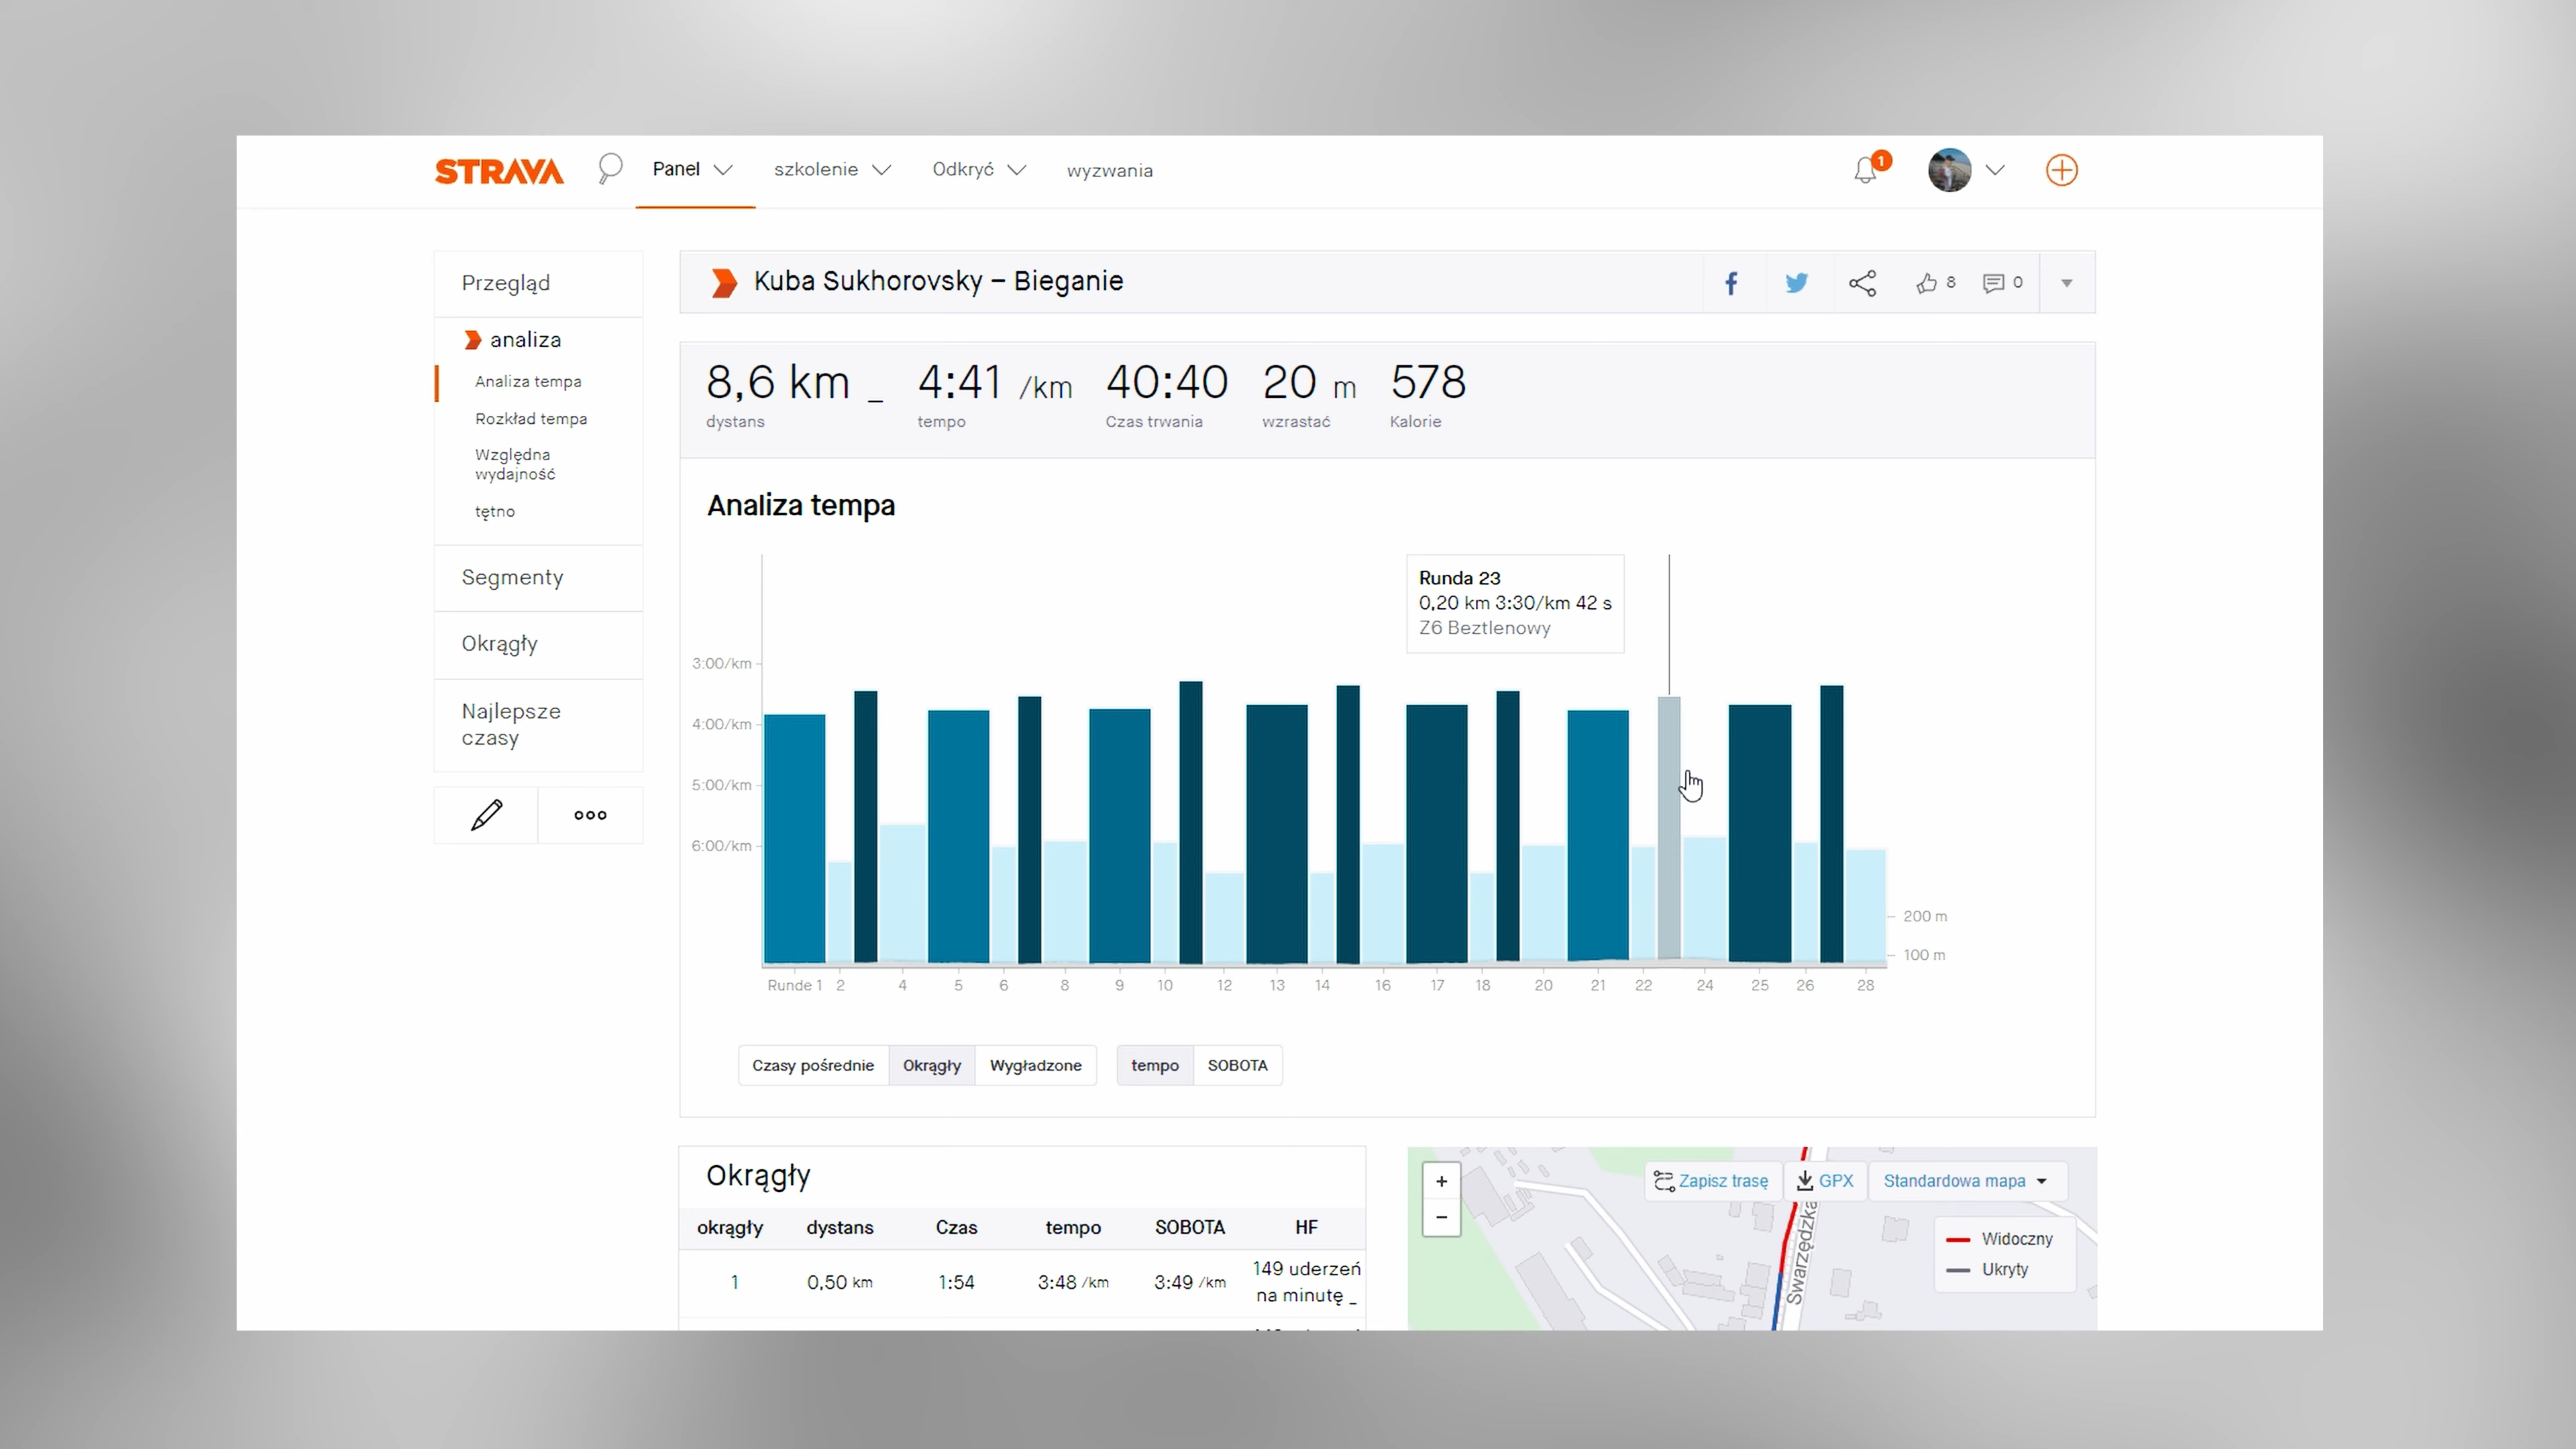 STRAVA
Panel
szkolenie
Odkryć
wyzwania
1
Przegląd
analiza
Analiza tempa
Rozkład tempa
Względna
wydajność
tętno
Segmenty
Okrągły
Najlepsze
czasy
Kuba Sukhorovsky – Bieganie
8
0
8,6 km _
4:41 /km
40:40
20 m
578
dystans
tempo
Czas trwania
wzrastać
Kalorie
Analiza tempa
Runda 23
0,20 km 3:30/km 42 s
Z6 Beztlenowy
3:00/km
4:00/km
5:00/km
6:00/km
200 m
100 m
Runde 1 2 4 5 6 8 9 10 12 13 14 16 17 18 20 21 22 24 25 26 28
Czasy pośrednie Okrągły Wygładzone tempo SOBOTA
Okrągły
okrągły dystans Czas tempo SOBOTA HF
1 0,50 km 1:54 3:48 /km 3:49 /km 149 uderzeń
na minutę _
+
−
Zapisz trasę
GPX
Standardowa mapa
Widoczny
Ukryty
Swarzędzka